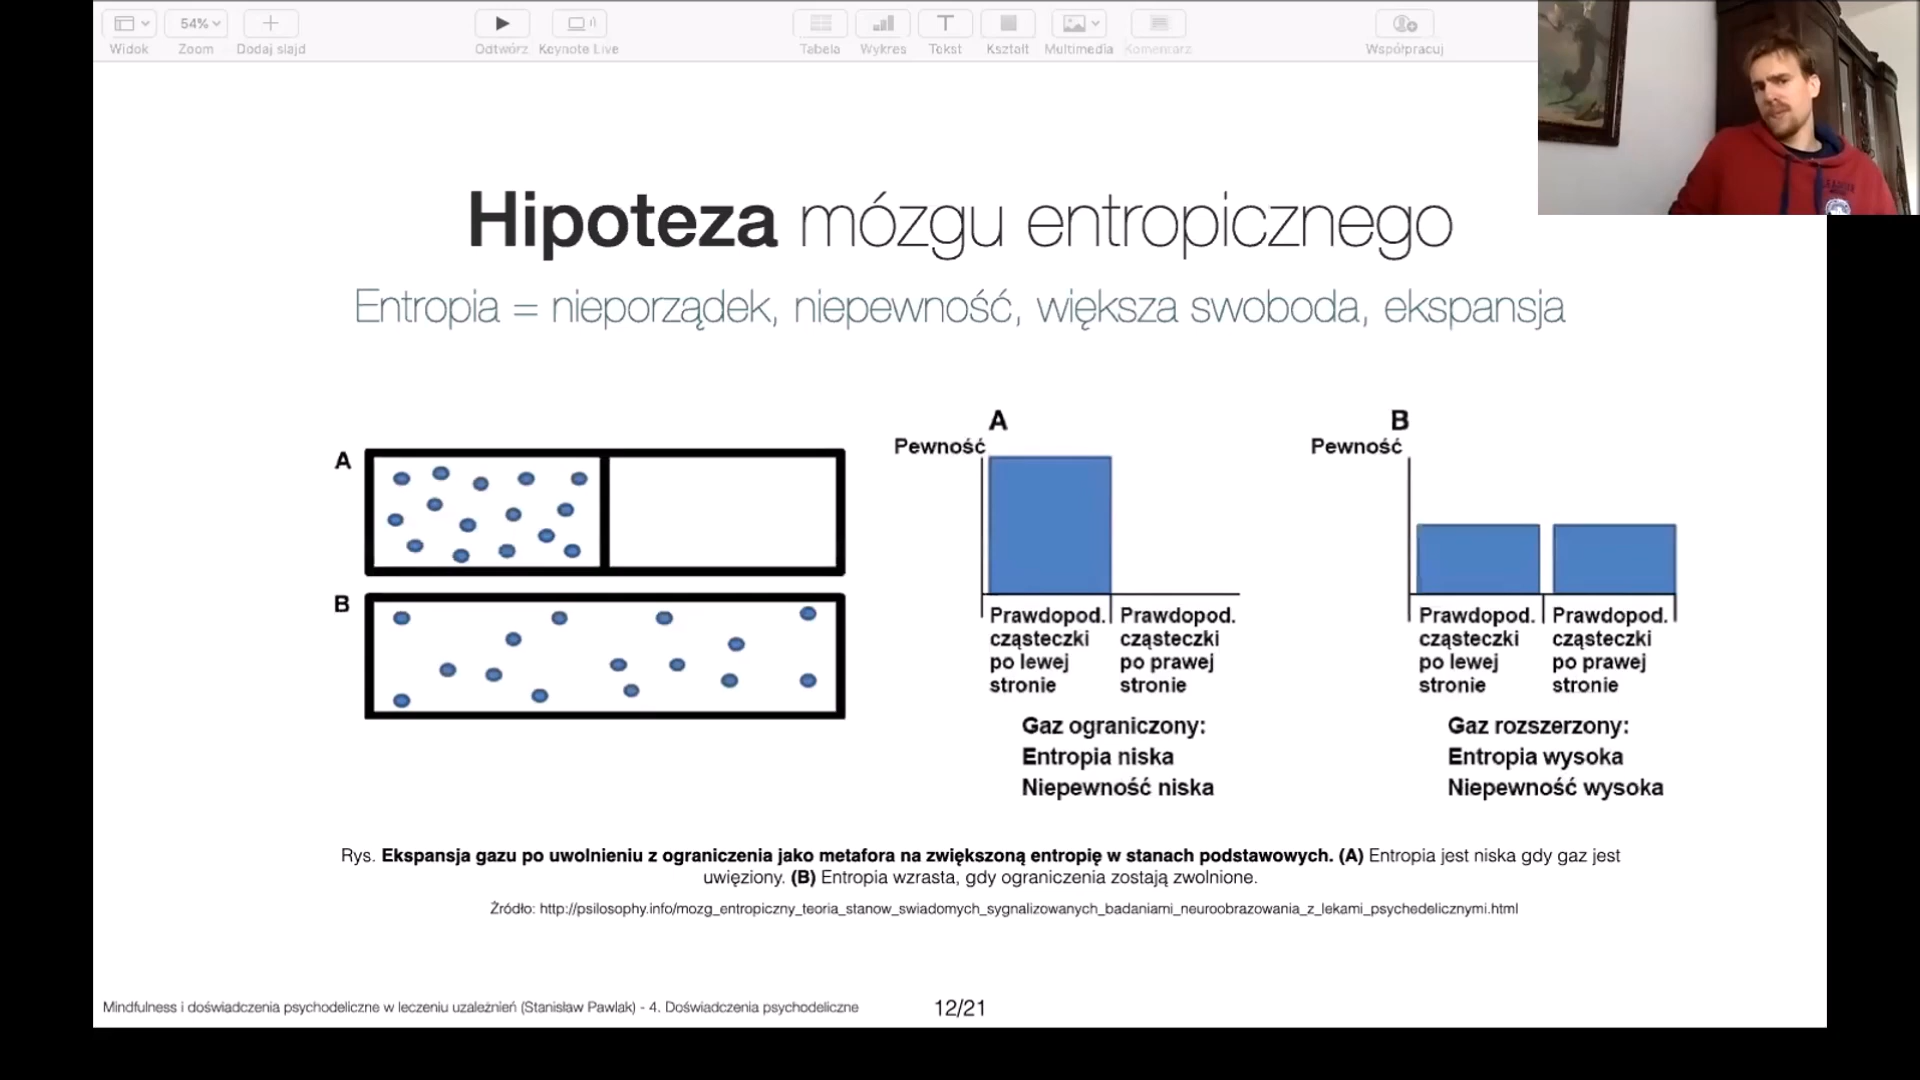 54%
Widok
Zoom
Dodaj slajd
Odtwórz
Keynote Live
Tabela
Wykres
Tekst
Kształt
Multimedia
Komentarz
Współpracuj
Hipoteza mózgu entropicznego
Entropia = nieporządek, niepewność, większa swoboda, ekspansja
A
B
A
Pewność
Prawdopod.
cząsteczki
po lewej
stronie
Prawdopod.
cząsteczki
po prawej
stronie
Gaz ograniczony:
Entropia niska
Niepewność niska
B
Pewność
Prawdopod.
cząsteczki
po lewej
stronie
Prawdopod.
cząsteczki
po prawej
stronie
Gaz rozszerzony:
Entropia wysoka
Niepewność wysoka
Rys. Ekspansja gazu po uwolnieniu z ograniczenia jako metafora na zwiększoną entropię w stanach podstawowych. (A) Entropia jest niska gdy gaz jest
uwięziony. (B) Entropia wzrasta, gdy ograniczenia zostają zwolnione.
Źródło: http://psilosophy.info/mozg_entropiczny_teoria_stanow_swiadomych_sygnalizowanych_badaniami_neuroobrazowania_z_lekami_psychedelicznymi.html
Mindfulness i doświadczenia psychodeliczne w leczeniu uzależnień (Stanisław Pawlak) - 4. Doświadczenia psychodeliczne
12/21